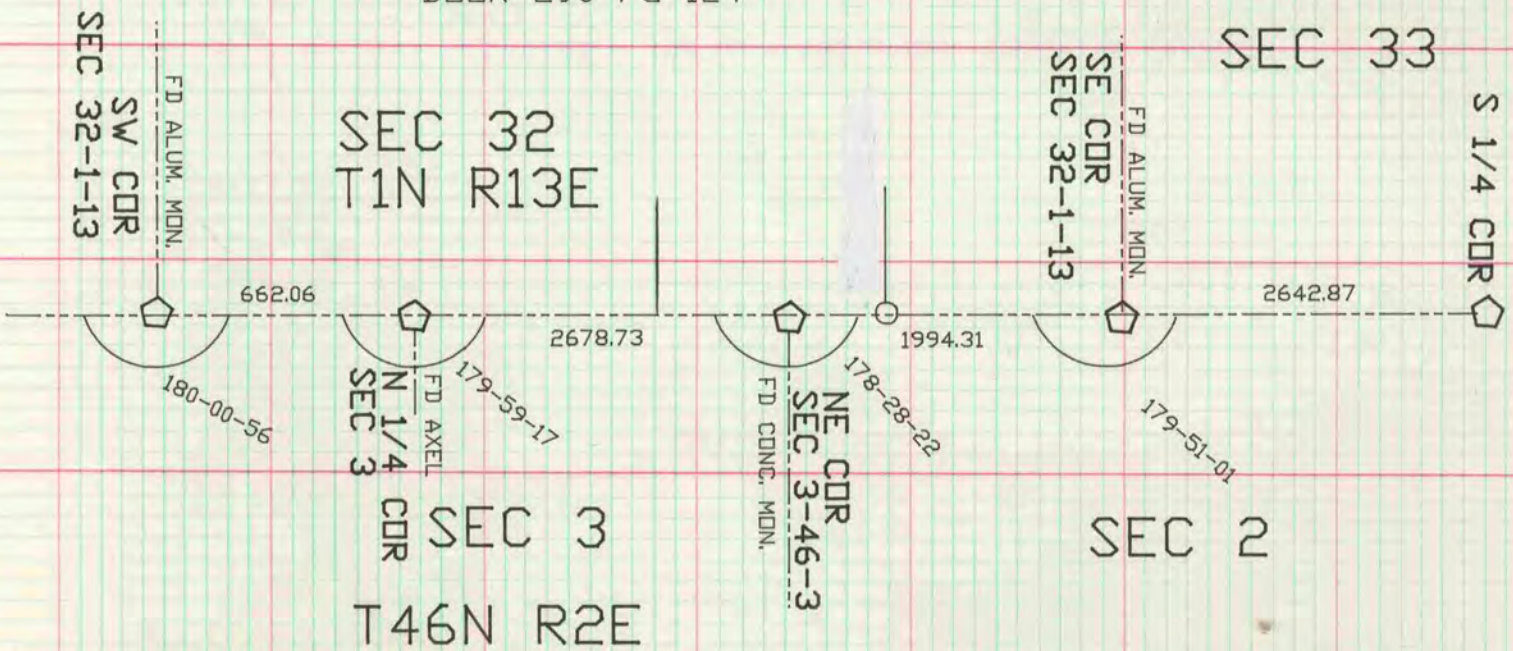 SEC 33
SW COR
SEC 32-1-13
FD ALUM. MON.
SEC 32
T1N R13E
SE COR
SEC 32-1-13
FD ALUM. MON.
S 1/4 COR
662.06
2678.73
1994.31
2642.87
180-00-56
179-59-17
178-28-22
179-51-01
FD AXEL
N 1/4 COR
SEC 3
NE COR
SEC 3-46-3
FD CONC. MON.
SEC 3
T46N R2E
SEC 2